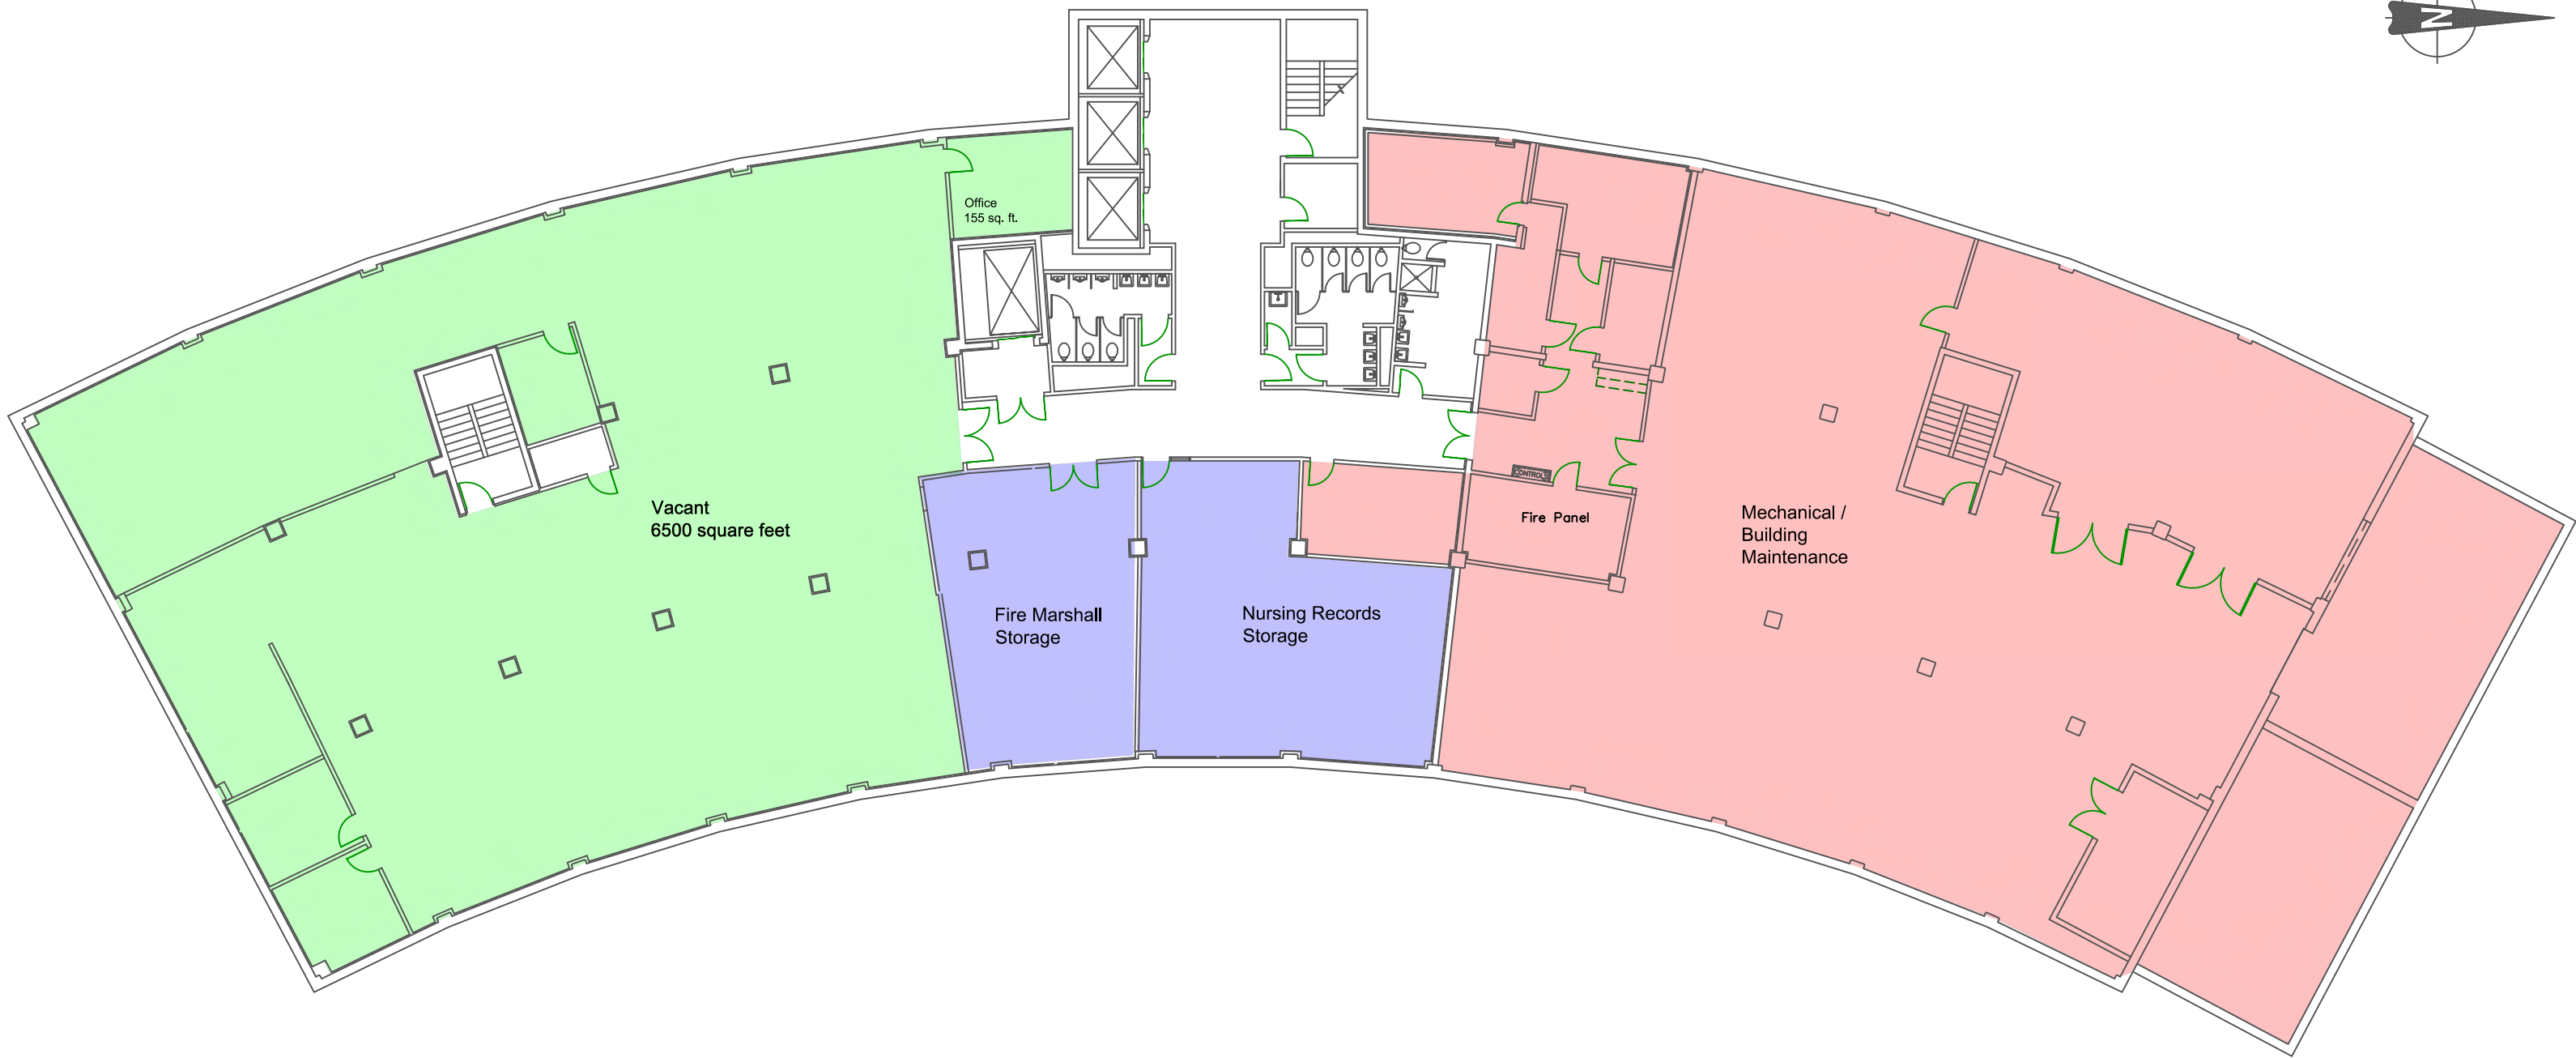 N
Office
155 sq. ft.
Vacant
6500 square feet
CONTROLS
Fire Panel
Mechanical /
Building
Maintenance
Fire Marshall
Storage
Nursing Records
Storage